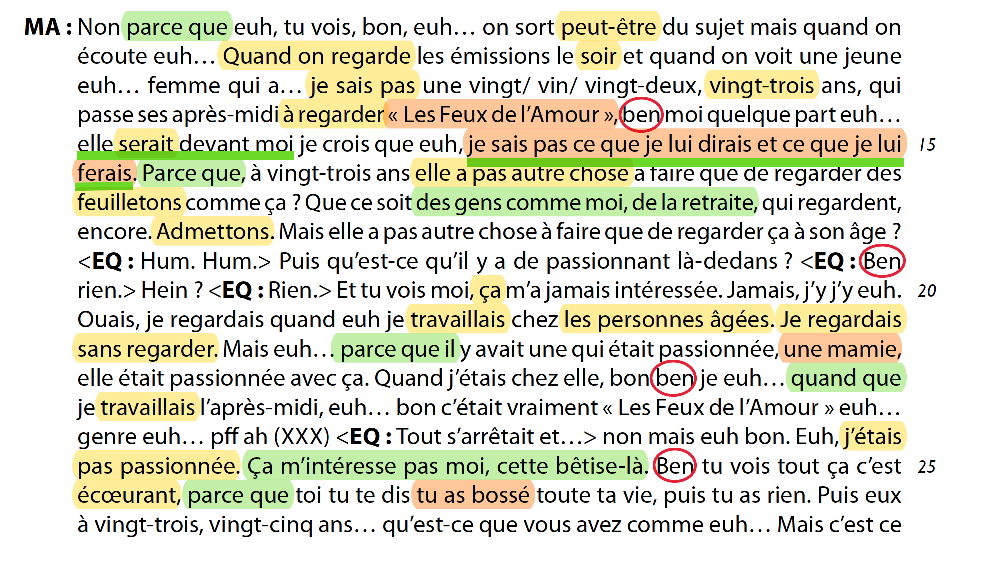 MA : Non parce que euh, tu vois, bon, euh… on sort peut-être du sujet mais quand on
écoute euh… Quand on regarde les émissions le soir et quand on voit une jeune
euh… femme qui a… je sais pas une vingt/ vin/ vingt-deux, vingt-trois ans, qui
passe ses après-midi à regarder « Les Feux de l’Amour », ben moi quelque part euh…
elle serait devant moi je crois que euh, je sais pas ce que je lui dirais et ce que je lui 15
ferais. Parce que, à vingt-trois ans elle a pas autre chose à faire que de regarder des
feuilletons comme ça ? Que ce soit des gens comme moi, de la retraite, qui regardent,
encore. Admettons. Mais elle a pas autre chose à faire que de regarder ça à son âge ?
<EQ : Hum. Hum.> Puis qu’est-ce qu’il y a de passionnant là-dedans ? <EQ : Ben
rien.> Hein ? <EQ : Rien.> Et tu vois moi, ça m’a jamais intéressée. Jamais, j’y j’y euh. 20
Ouais, je regardais quand euh je travaillais chez les personnes âgées. Je regardais
sans regarder. Mais euh… parce que il y avait une qui était passionnée, une mamie,
elle était passionnée avec ça. Quand j’étais chez elle, bon ben je euh… quand que
je travaillais l’après-midi, euh… bon c’était vraiment « Les Feux de l’Amour » euh…
genre euh… pff ah (XXX) <EQ : Tout s’arrêtait et…> non mais euh bon. Euh, j’étais
pas passionnée. Ça m’intéresse pas moi, cette bêtise-là. Ben tu vois tout ça c’est 25
écœurant, parce que toi tu te dis tu as bossé toute ta vie, puis tu as rien. Puis eux
à vingt-trois, vingt-cinq ans… qu’est-ce que vous avez comme euh… Mais c’est ce